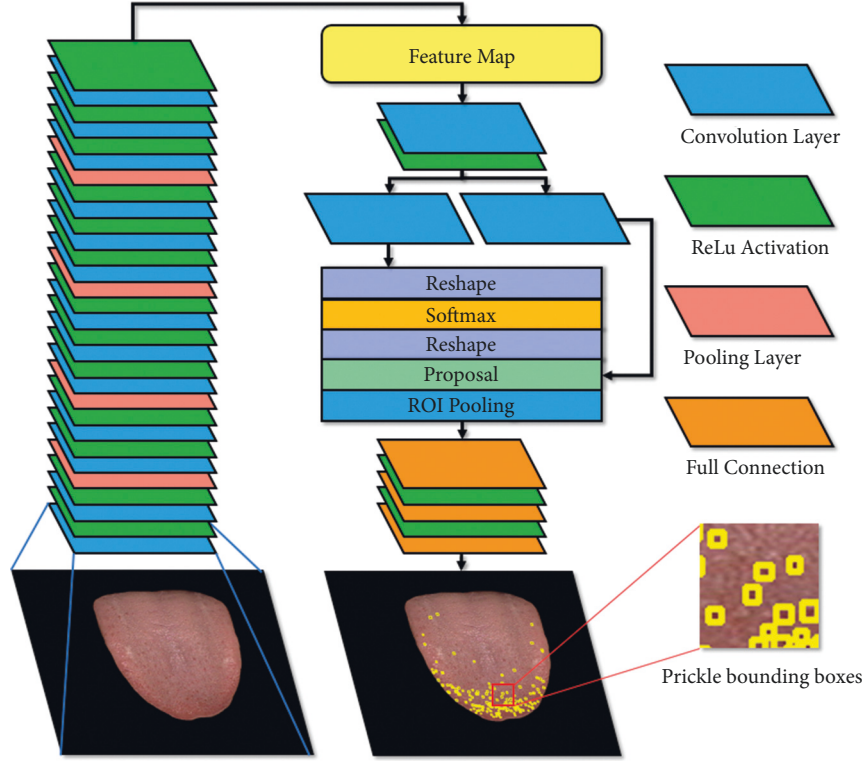 Feature Map
Convolution Layer
ReLu Activation
Reshape
Softmax
Reshape
Proposal
ROI Pooling
Pooling Layer
Full Connection
Prickle bounding boxes